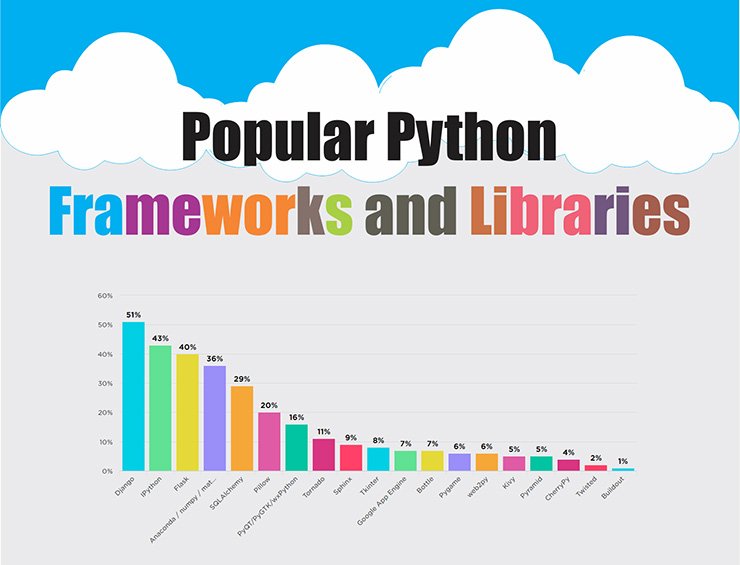 Popular Python
Frameworks and Libraries
60%
50%
40%
30%
20%
10%
0%
51%
43%
40%
36%
29%
20%
16%
11%
9%
8%
7%
7%
6%
6%
5%
5%
4%
2%
1%
Django
IPython
Flask
Anaconda / numpy / mat...
SQLAlchemy
Pillow
PyQT/PyGTK/wxPython
Tornado
Sphinx
Tkinter
Google App Engine
Bottle
Pygame
web2py
Kivy
Pyramid
CherryPy
Twisted
Buildout